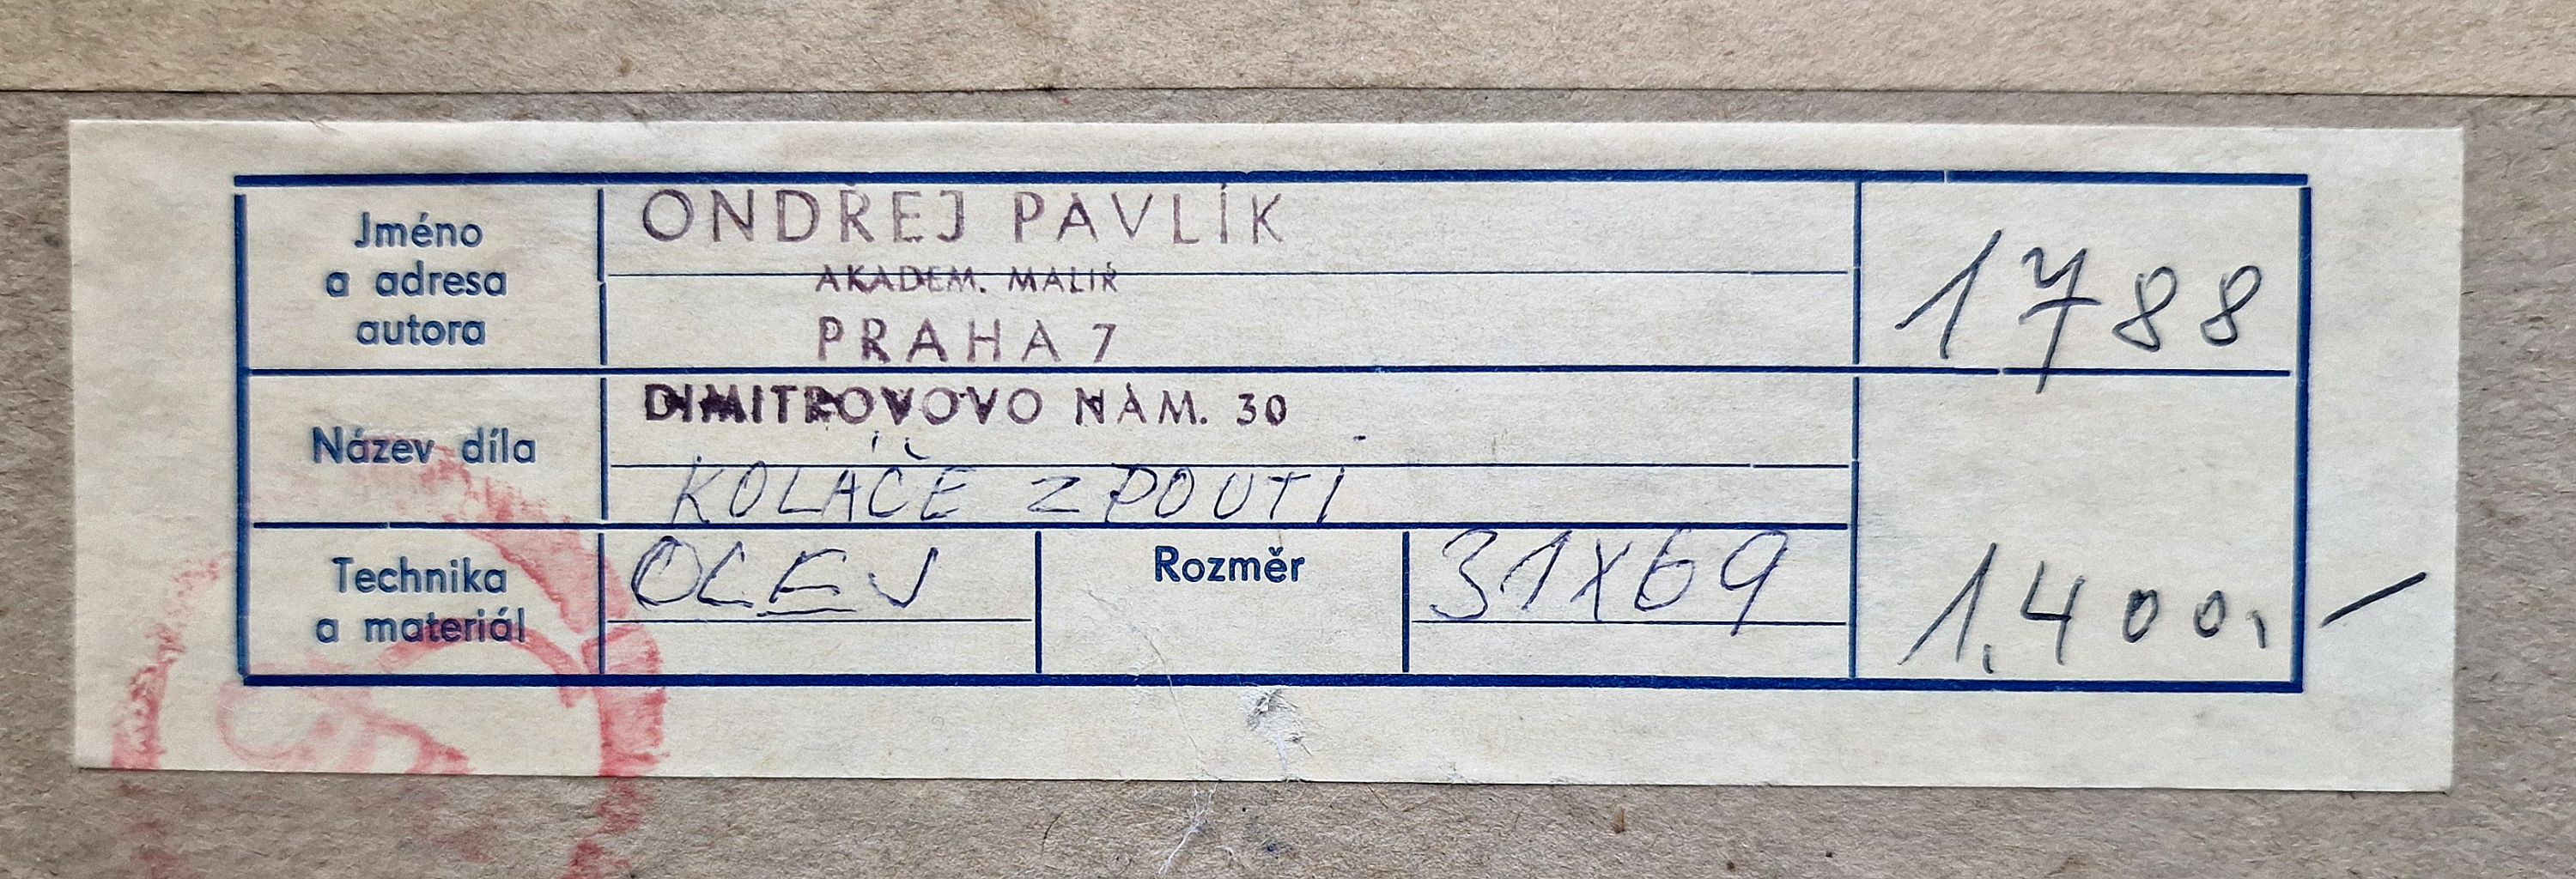 Jméno
a adresa
autora
ONDŘEJ PAVLÍK
AKADEM. MALÍŘ
PRAHA 7
DIMITROVOVO NÁM. 30
1788
Název díla
KOLÁČE Z POUTI
Technika
a materiál
OLEJ
Rozměr
31X69
1.400,-